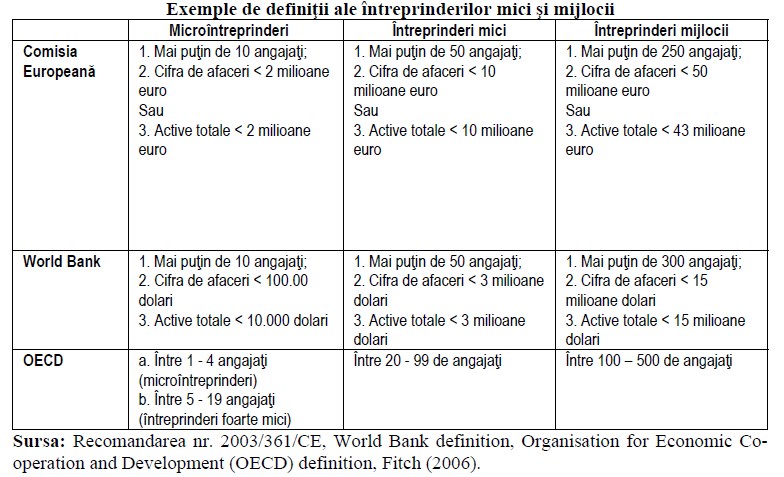 Exemple de definiții ale întreprinderilor mici și mijlocii
Microîntreprinderi
Întreprinderi mici
Întreprinderi mijlocii
Comisia
Europeană
1. Mai puţin de 10 angajaţi;
2. Cifra de afaceri < 2 milioane
euro
Sau
3. Active totale < 2 milioane
euro
1. Mai puţin de 50 angajaţi;
2. Cifra de afaceri < 10
milioane euro
Sau
3. Active totale < 10 milioane
euro
1. Mai puţin de 250 angajaţi;
2. Cifra de afaceri < 50
milioane euro
Sau
3. Active totale < 43 milioane
euro
World Bank
1. Mai puţin de 10 angajaţi;
2. Cifra de afaceri < 100.00
dolari
3. Active totale < 10.000 dolari
1. Mai puţin de 50 angajaţi;
2. Cifra de afaceri < 3 milioane
dolari
3. Active totale < 3 milioane
dolari
1. Mai puţin de 300 angajaţi;
2. Cifra de afaceri < 15
milioane dolari
3. Active totale < 15 milioane
dolari
OECD
a. Între 1 - 4 angajaţi
(microîntreprinderi)
b. Între 5 - 19 angajaţi
(întreprinderi foarte mici)
Între 20 - 99 de angajaţi
Între 100 – 500 de angajaţi
Sursa: Recomandarea nr. 2003/361/CE, World Bank definition, Organisation for Economic Co-
operation and Development (OECD) definition, Fitch (2006).